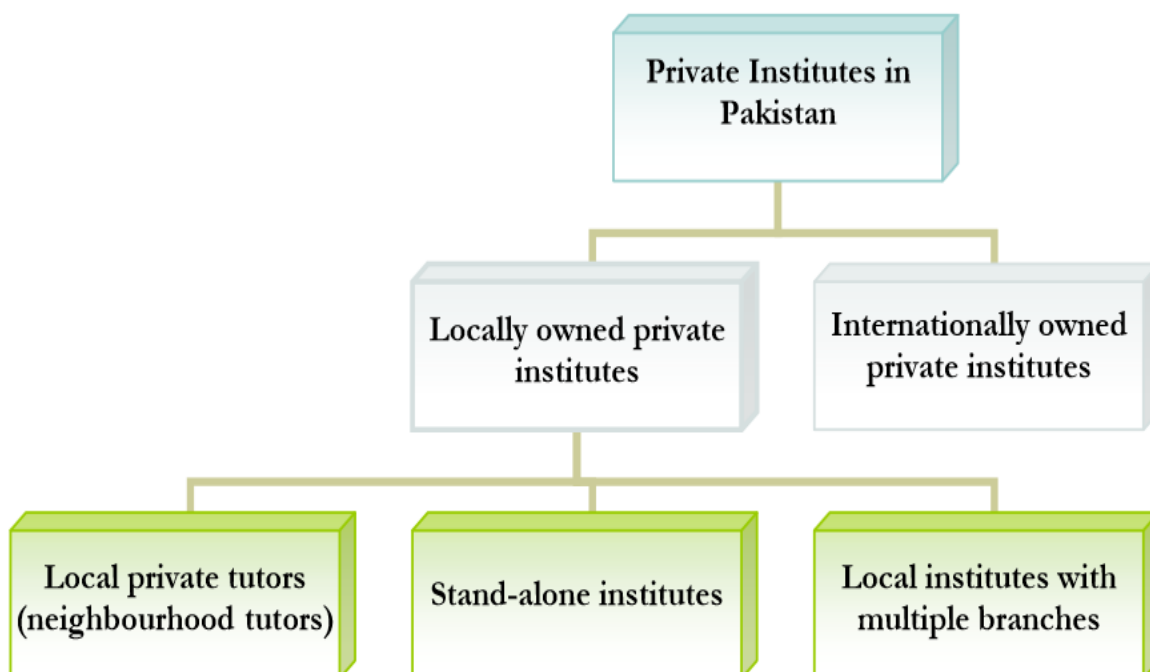 Private Institutes in
Pakistan
Locally owned private
institutes
Internationally owned
private institutes
Local private tutors
(neighbourhood tutors)
Stand-alone institutes
Local institutes with
multiple branches